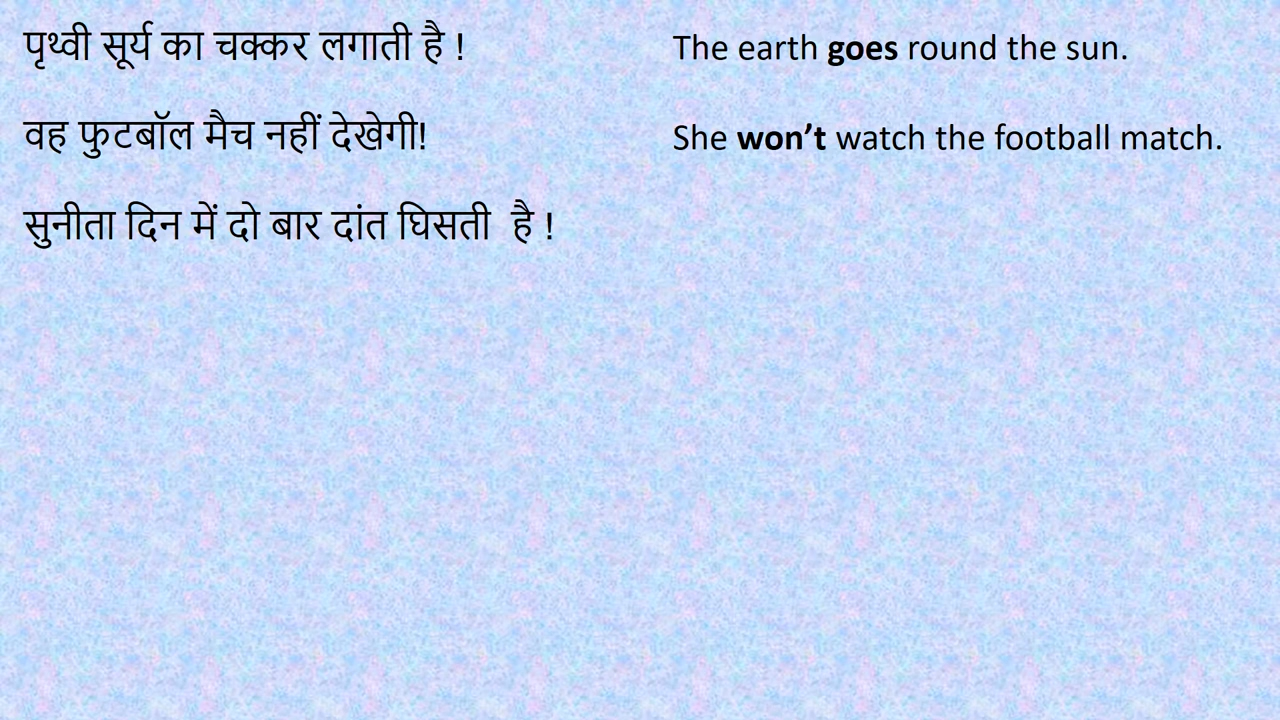 पृथ्वी सूर्य का चक्कर लगाती है !
The earth goes round the sun.
वह फुटबॉल मैच नहीं देखेगी!
She won’t watch the football match.
सुनीता दिन में दो बार दांत घिसती  है !